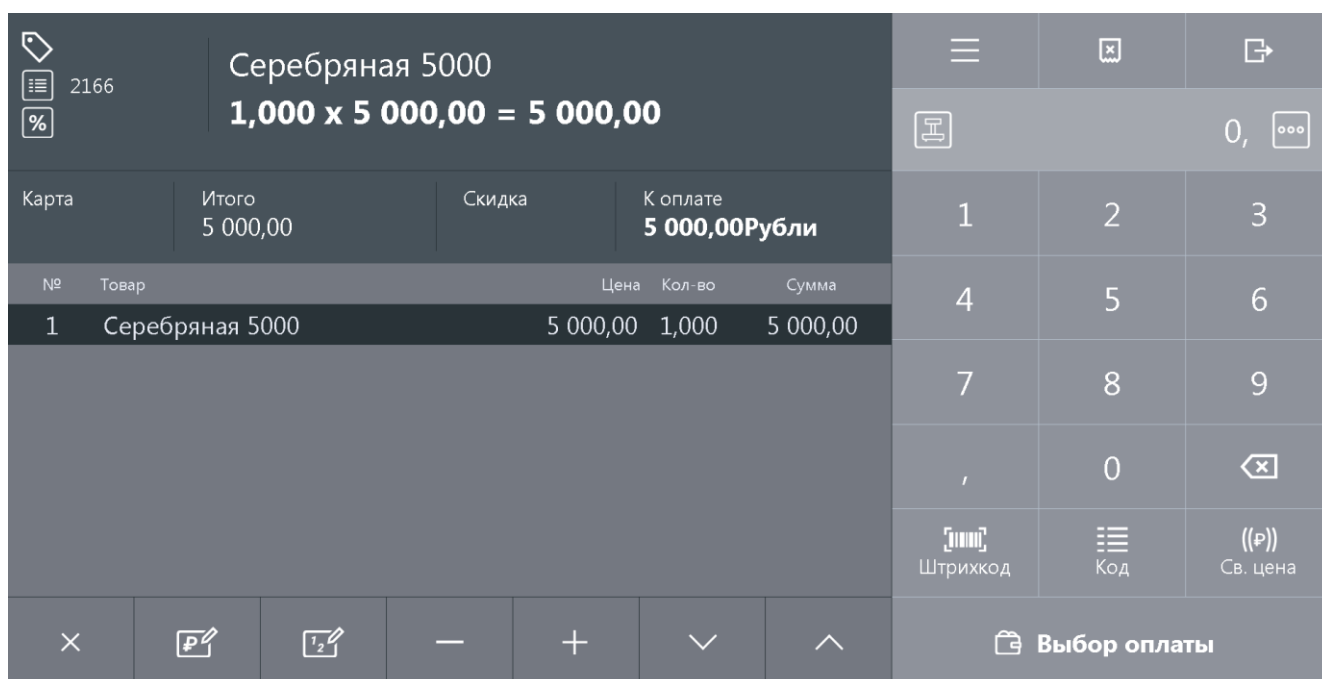 2166
Серебряная 5000
1,000 x 5 000,00 = 5 000,00
%
0,
Карта
Итого
5 000,00
Скидка
К оплате
5 000,00Рубли
№ Товар Цена Кол-во Сумма
1 Серебряная 5000 5 000,00 1,000 5 000,00
1 2 3
4 5 6
7 8 9
, 0
Штрихкод
Код
((₽))
Св. цена
₽
1/2
Выбор оплаты